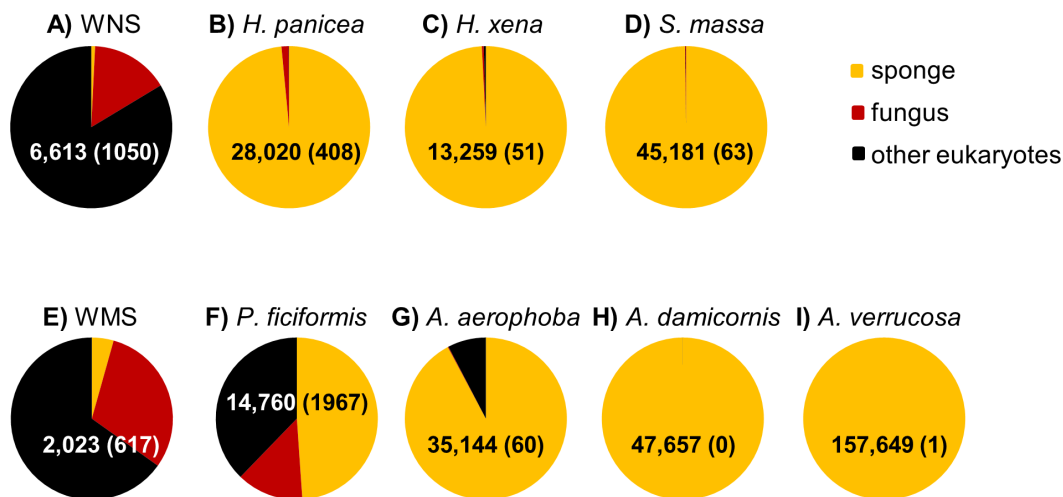 A) WNS
B) H. panicea
C) H. xena
D) S. massa
6,613 (1050)
28,020 (408)
13,259 (51)
45,181 (63)
sponge
fungus
other eukaryotes
E) WMS
F) P. ficiformis
G) A. aerophoba
H) A. damicornis
I) A. verrucosa
2,023 (617)
14,760 (1967)
35,144 (60)
47,657 (0)
157,649 (1)